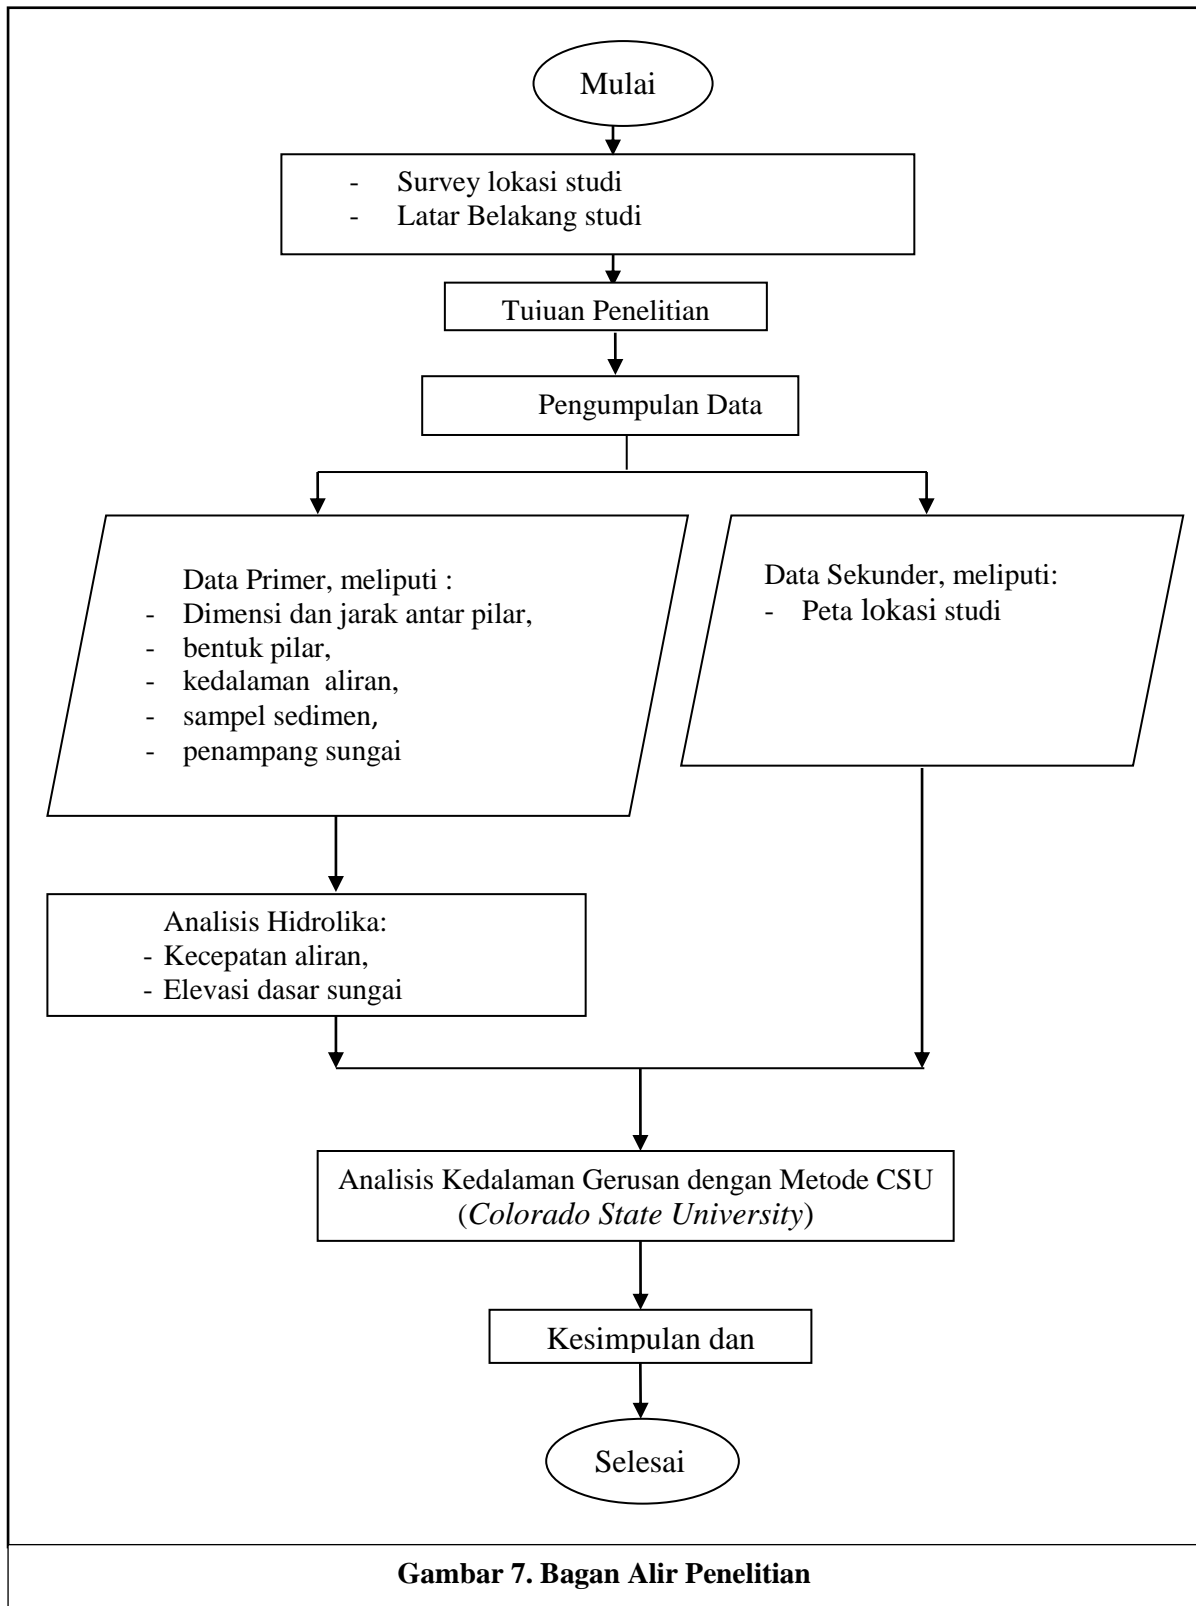 Mulai
- Survey lokasi studi
- Latar Belakang studi
Tujuan Penelitian
Pengumpulan Data
Data Primer, meliputi :
- Dimensi dan jarak antar pilar,
- bentuk pilar,
- kedalaman aliran,
- sampel sedimen,
- penampang sungai
Data Sekunder, meliputi:
- Peta lokasi studi
Analisis Hidrolika:
- Kecepatan aliran,
- Elevasi dasar sungai
Analisis Kedalaman Gerusan dengan Metode CSU
(Colorado State University)
Kesimpulan dan
Selesai
Gambar 7. Bagan Alir Penelitian